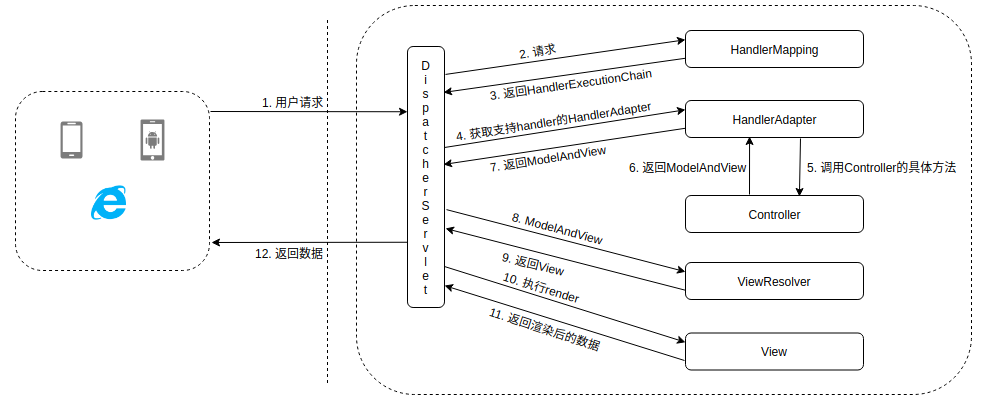 1. 用户请求
DispatcherServlet
2. 请求
HandlerMapping
3. 返回HandlerExecutionChain
4. 获取支持handler的HandlerAdapter
HandlerAdapter
7. 返回ModelAndView
6. 返回ModelAndView
5. 调用Controller的具体方法
Controller
8. ModelAndView
9. 返回View
ViewResolver
10. 执行render
11. 返回渲染后的数据
View
12. 返回数据